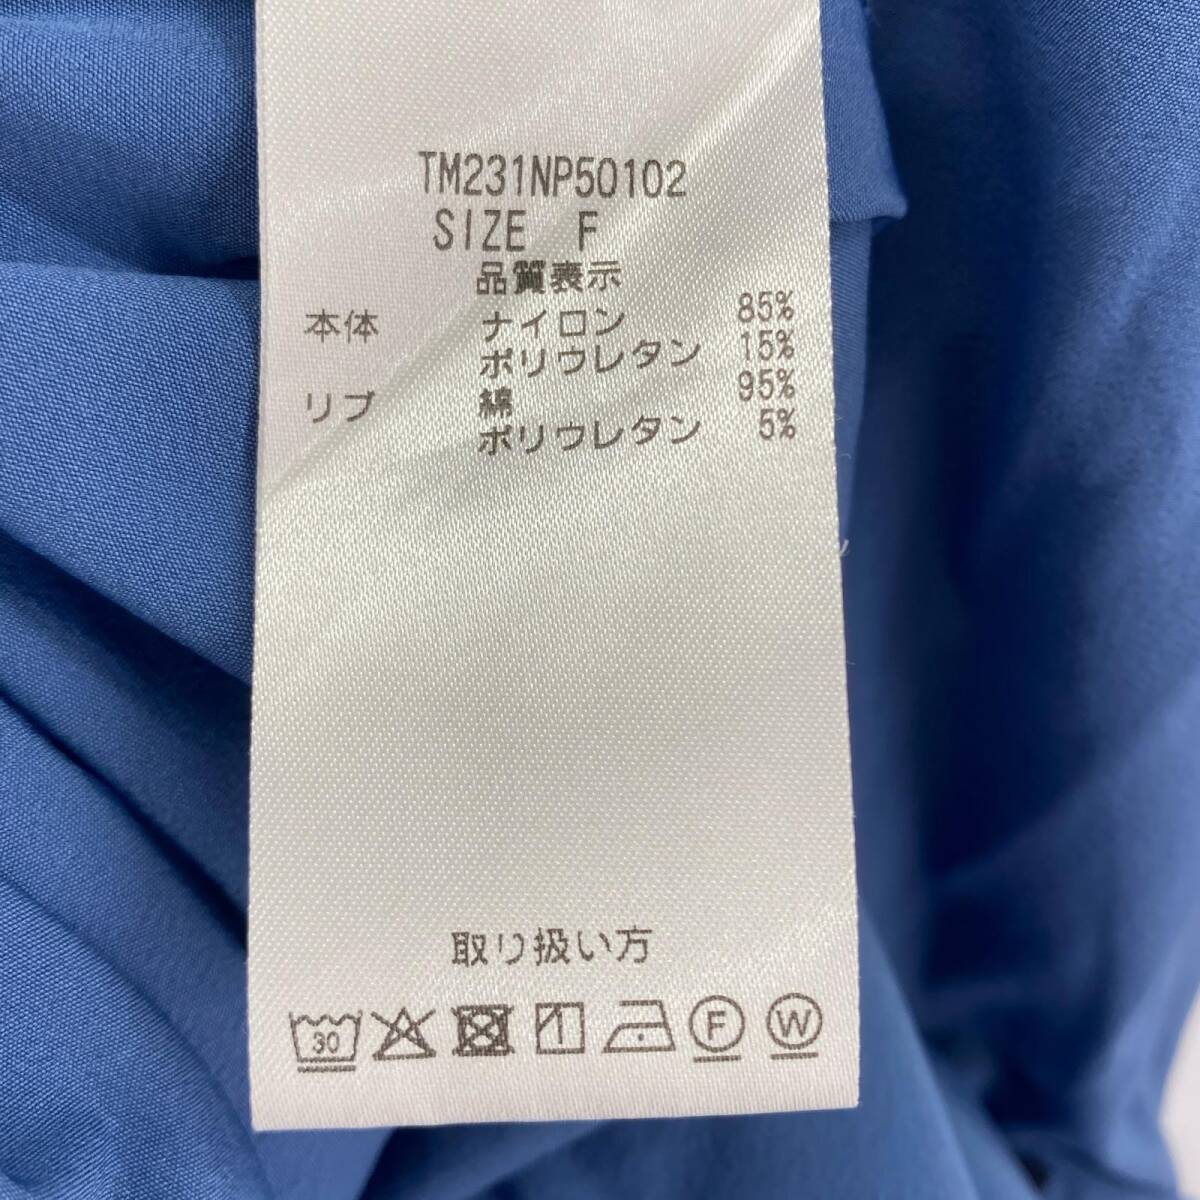 TM231NP50102
SIZE F
品質表示
本体 ナイロン 85%
ポリウレタン 15%
リブ 綿 95%
ポリウレタン 5%
取り扱い方
30 F W